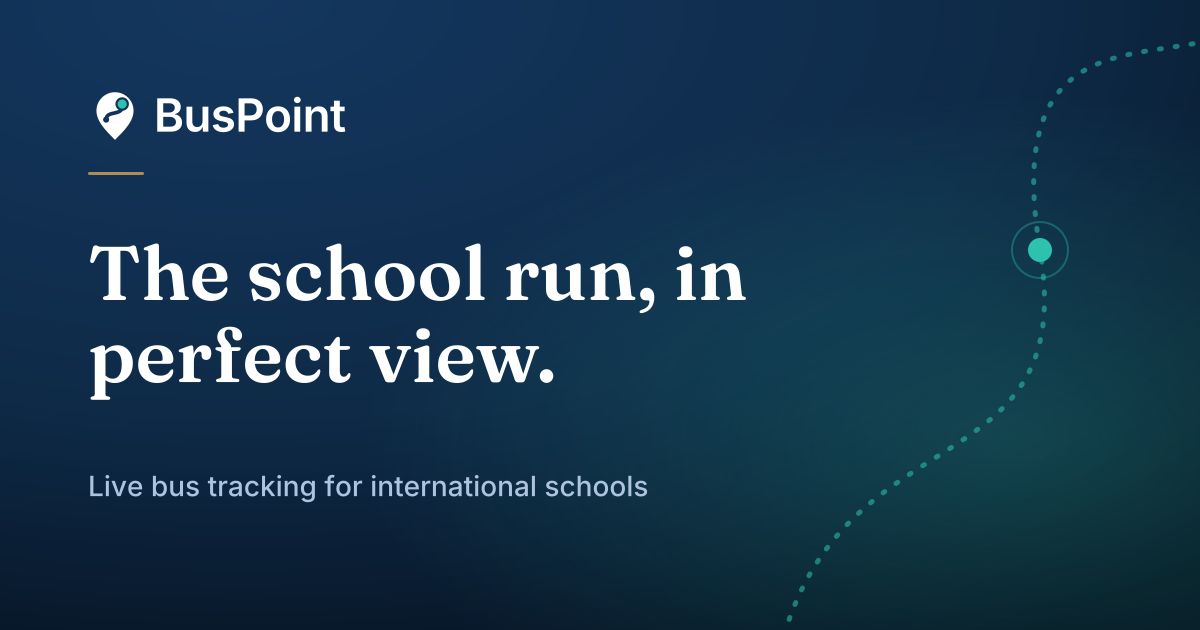 BusPoint
The school run, in
perfect view.
Live bus tracking for international schools